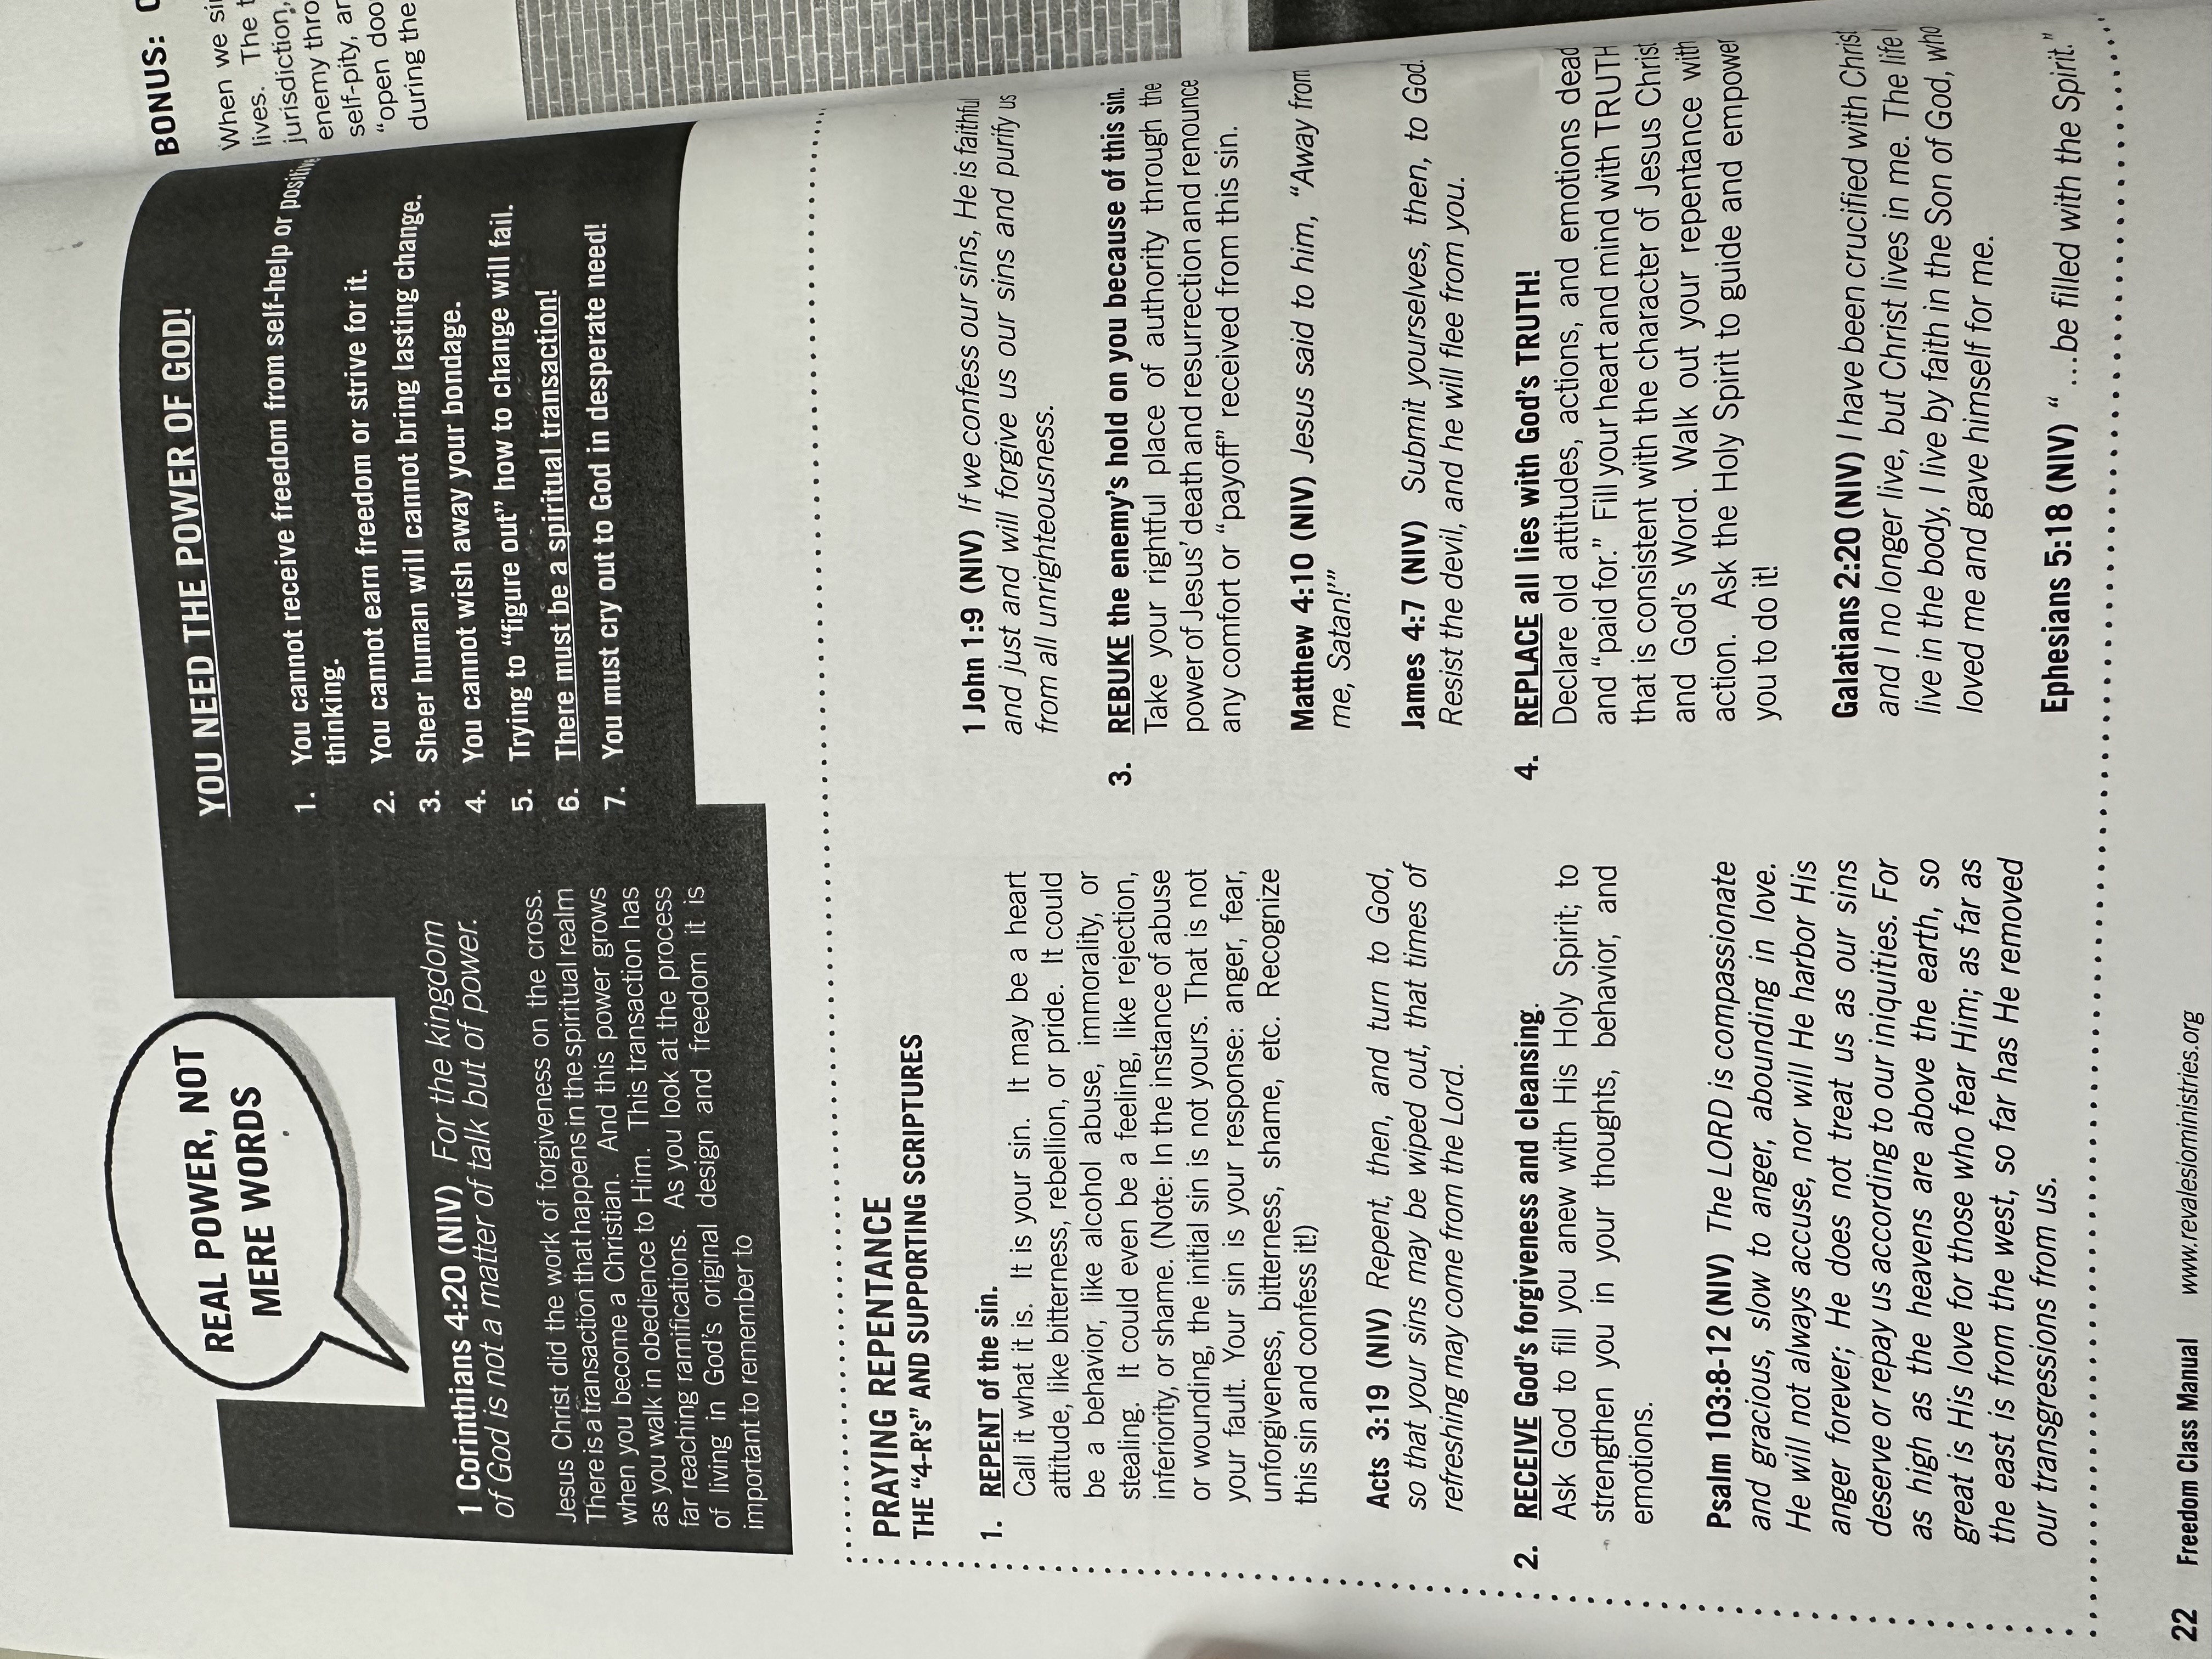 REAL POWER, NOT
MERE WORDS
1 Corinthians 4:20 (NIV) For the kingdom
of God is not a matter of talk but of power.
Jesus Christ did the work of forgiveness on the cross.
There is a transaction that happens in the spiritual realm
when you become a Christian. And this power grows
as you walk in obedience to Him. This transaction has
far reaching ramifications. As you look at the process
of living in God's original design and freedom it is
important to remember to
YOU NEED THE POWER OF GOD!
1. You cannot receive freedom from self-help or positive
thinking.
2. You cannot earn freedom or strive for it.
3. Sheer human will cannot bring lasting change.
4. You cannot wish away your bondage.
5. Trying to “figure out” how to change will fail.
6. There must be a spiritual transaction!
7. You must cry out to God in desperate need!
PRAYING REPENTANCE
THE “4-R’s” AND SUPPORTING SCRIPTURES
1. REPENT of the sin.
Call it what it is. It is your sin. It may be a heart
attitude, like bitterness, rebellion, or pride. It could
be a behavior, like alcohol abuse, immorality, or
stealing. It could even be a feeling, like rejection,
inferiority, or shame. (Note: In the instance of abuse
or wounding, the initial sin is not yours. That is not
your fault. Your sin is your response: anger, fear,
unforgiveness, bitterness, shame, etc. Recognize
this sin and confess it!)
Acts 3:19 (NIV) Repent, then, and turn to God,
so that your sins may be wiped out, that times of
refreshing may come from the Lord.
2. RECEIVE God’s forgiveness and cleansing.
Ask God to fill you anew with His Holy Spirit; to
strengthen you in your thoughts, behavior, and
emotions.
Psalm 103:8-12 (NIV) The LORD is compassionate
and gracious, slow to anger, abounding in love.
He will not always accuse, nor will He harbor His
anger forever; He does not treat us as our sins
deserve or repay us according to our iniquities. For
as high as the heavens are above the earth, so
great is His love for those who fear Him; as far as
the east is from the west, so far has He removed
our transgressions from us.
1 John 1:9 (NIV) If we confess our sins, He is faithful
and just and will forgive us our sins and purify us
from all unrighteousness.
3. REBUKE the enemy’s hold on you because of this sin.
Take your rightful place of authority through the
power of Jesus’ death and resurrection and renounce
any comfort or “payoff” received from this sin.
Matthew 4:10 (NIV) Jesus said to him, “Away from
me, Satan!’”
James 4:7 (NIV) Submit yourselves, then, to God.
Resist the devil, and he will flee from you.
4. REPLACE all lies with God’s TRUTH!
Declare old attitudes, actions, and emotions dead
and “paid for.” Fill your heart and mind with TRUTH
that is consistent with the character of Jesus Christ
and God’s Word. Walk out your repentance with
action. Ask the Holy Spirit to guide and empower
you to do it!
Galatians 2:20 (NIV) I have been crucified with Christ
and I no longer live, but Christ lives in me. The life I
live in the body, I live by faith in the Son of God, who
loved me and gave himself for me.
Ephesians 5:18 (NIV) “ ...be filled with the Spirit.”
22 Freedom Class Manual www.revalesioministries.org
BONUS:
When we
lives. The
jurisdiction,
enemy
self-pity,
“open
during the